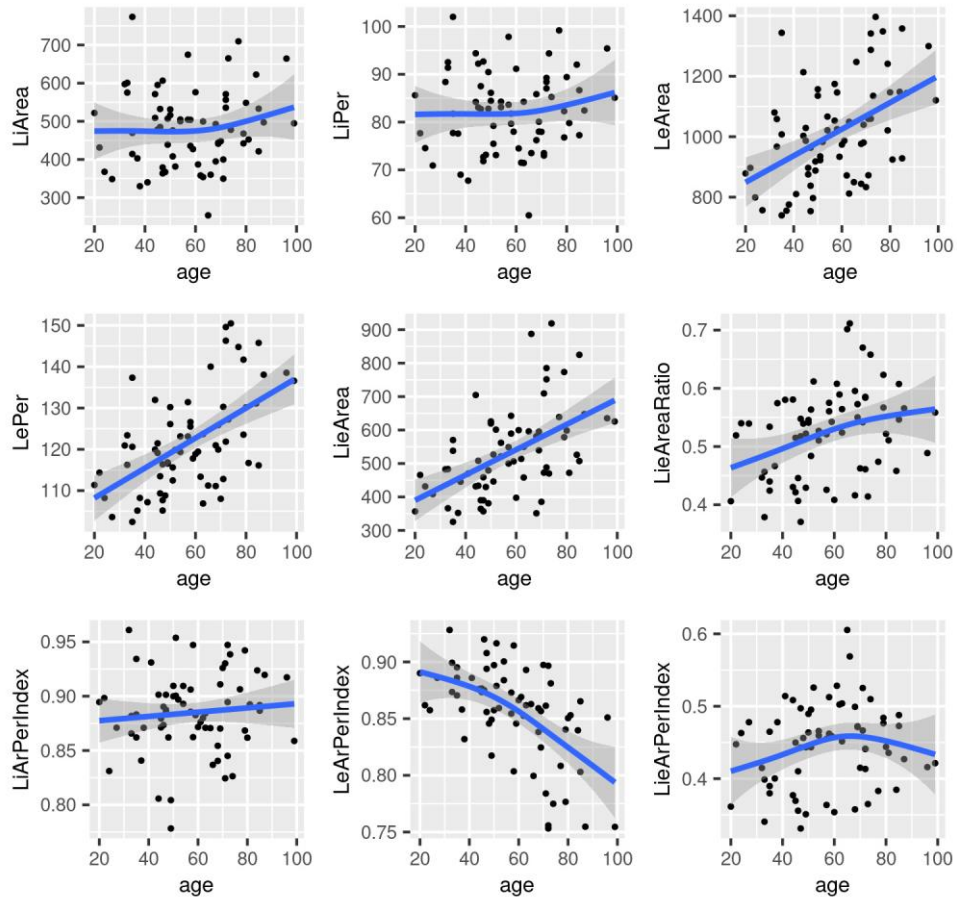 LiArea
700
600
500
400
300
20 40 60 80 100
age
LiPer
100
90
80
70
60
20 40 60 80 100
age
LeArea
1400
1200
1000
800
20 40 60 80 100
age
LePer
150
140
130
120
110
20 40 60 80 100
age
LieArea
900
800
700
600
500
400
300
20 40 60 80 100
age
LieAreaRatio
0.7
0.6
0.5
0.4
20 40 60 80 100
age
LiArPerIndex
0.95
0.90
0.85
0.80
20 40 60 80 100
age
LeArPerIndex
0.90
0.85
0.80
0.75
20 40 60 80 100
age
LieArPerIndex
0.6
0.5
0.4
20 40 60 80 100
age